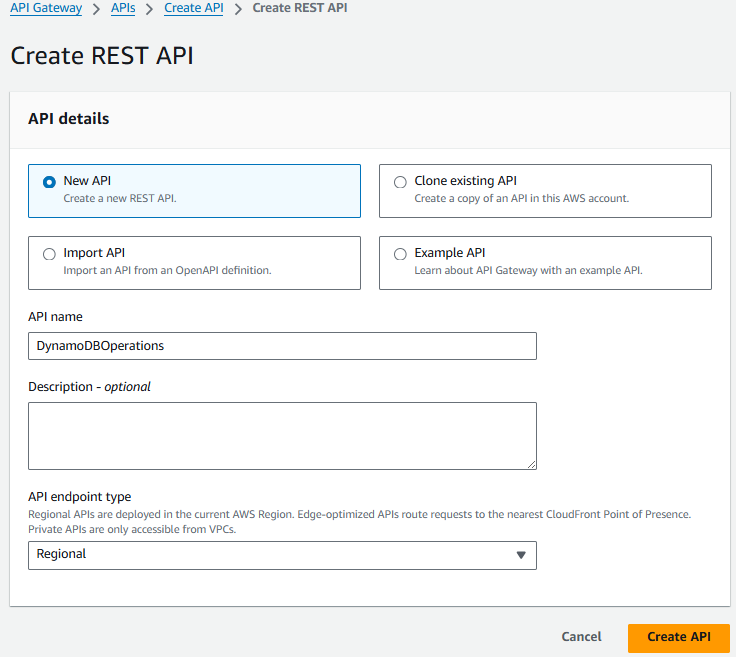 API Gateway > APIs > Create API > Create REST API
Create REST API
API details
New API
Create a new REST API.
Clone existing API
Create a copy of an API in this AWS account.
Import API
Import an API from an OpenAPI definition.
Example API
Learn about API Gateway with an example API.
API name
DynamoDBOperations
Description - optional
API endpoint type
Regional APIs are deployed in the current AWS Region. Edge-optimized APIs route requests to the nearest CloudFront Point of Presence.
Private APIs are only accessible from VPCs.
Regional
Cancel
Create API